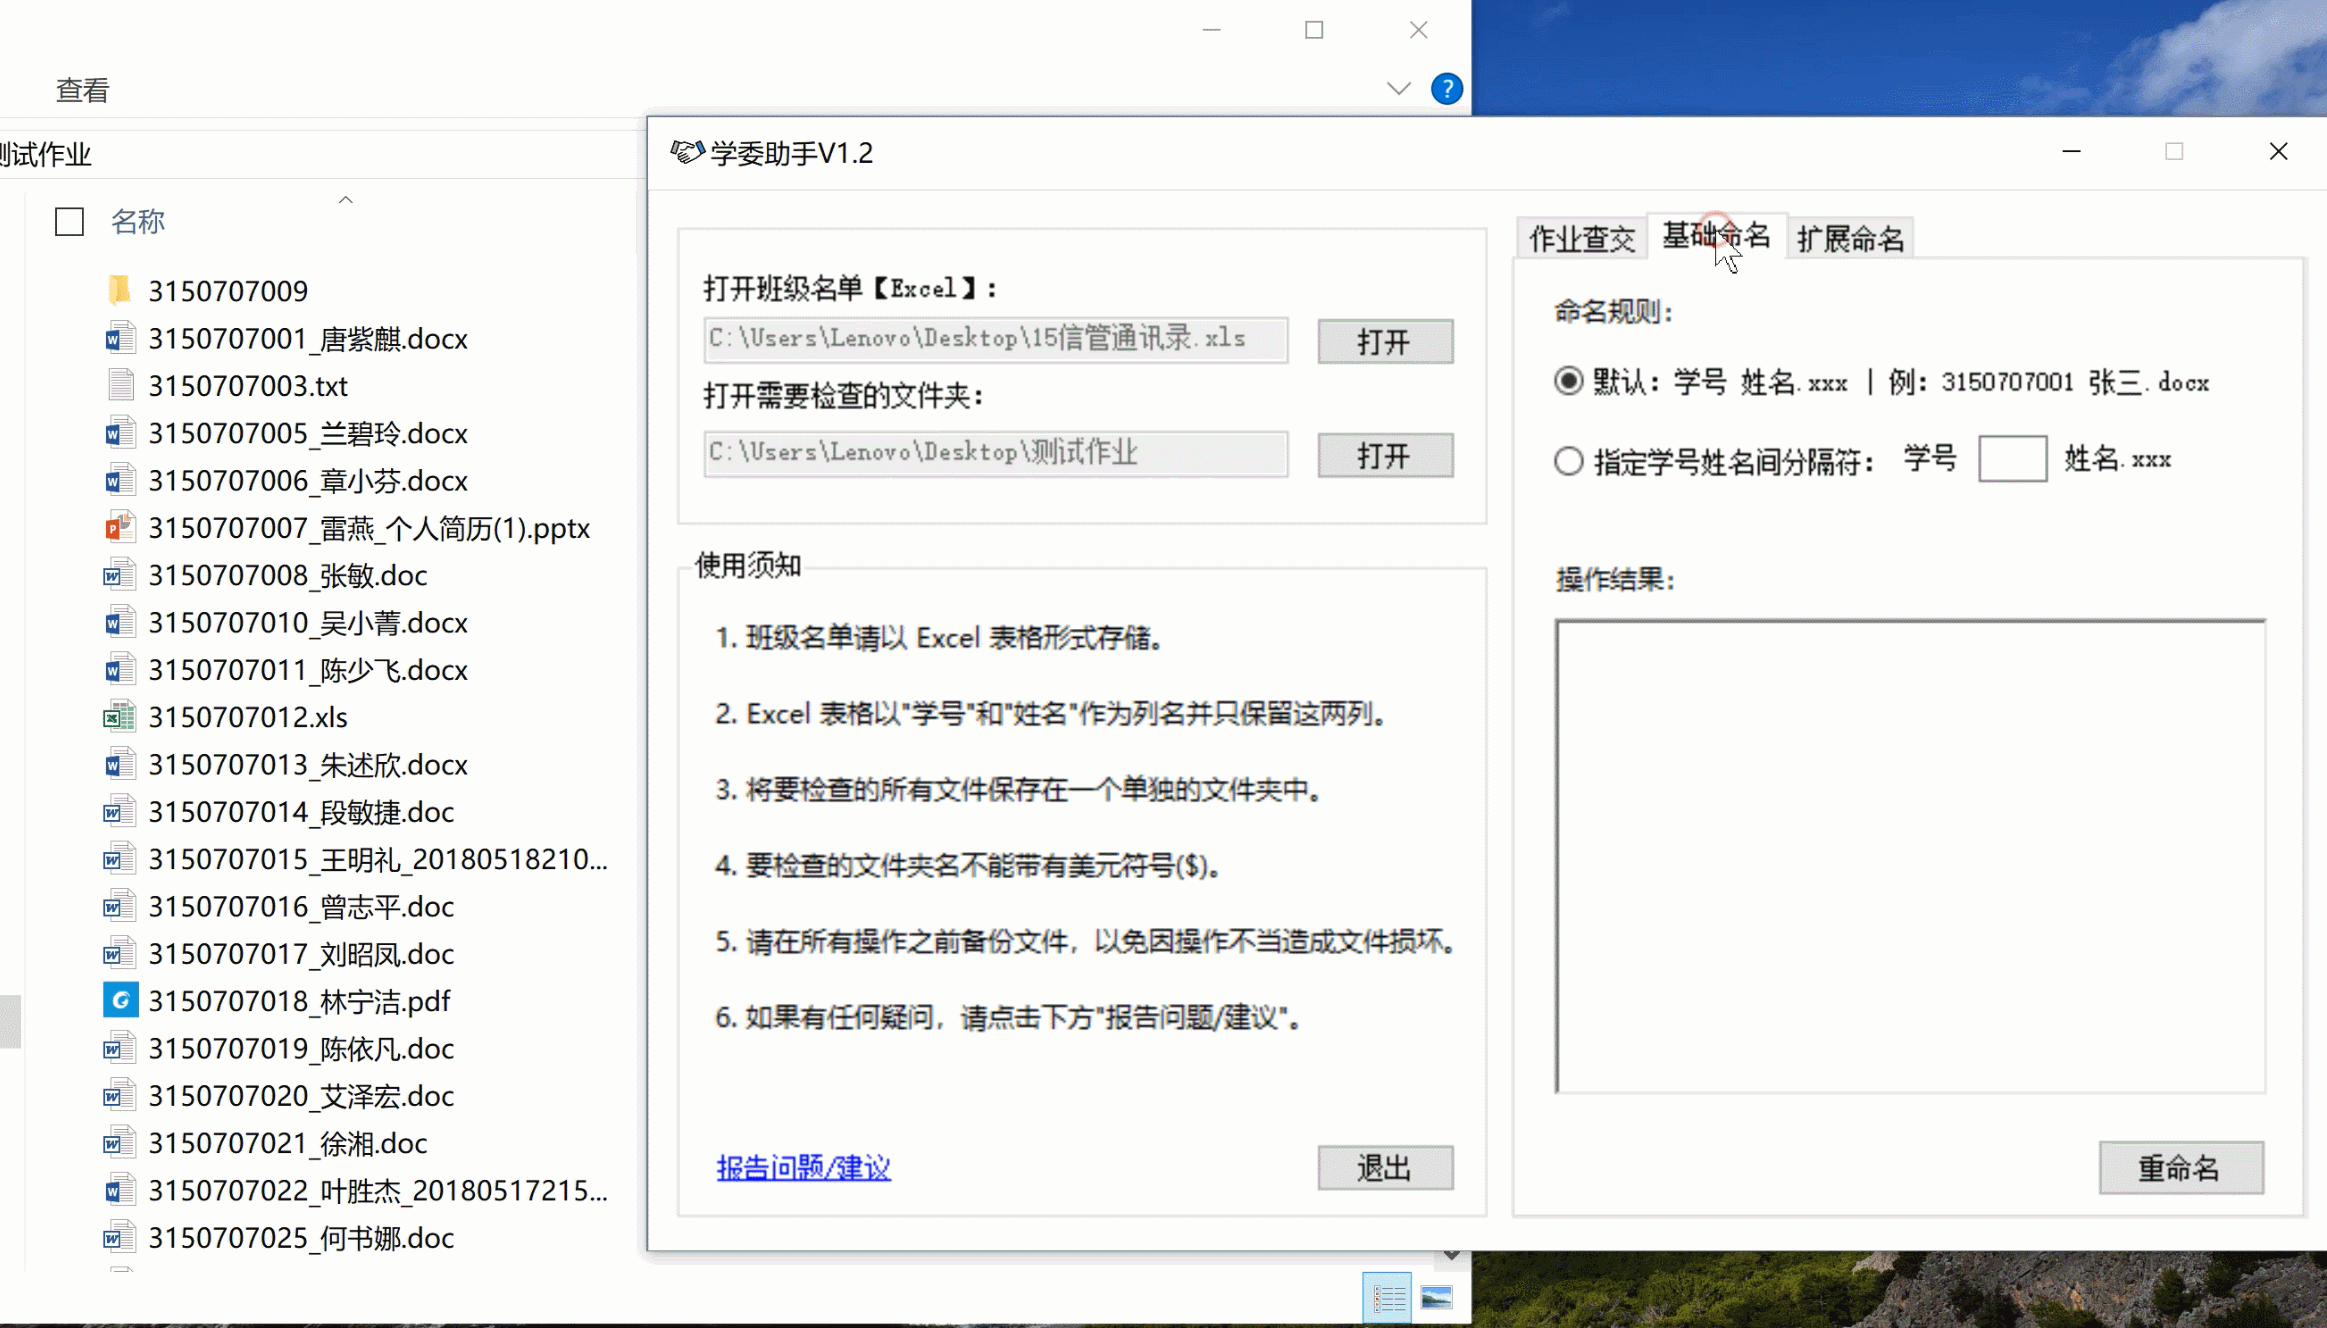 查看
测试作业
名称
3150707009
3150707001_唐紫麒.docx
3150707003.txt
3150707005_兰碧玲.docx
3150707006_章小芬.docx
3150707007_雷燕_个人简历(1).pptx
3150707008_张敏.doc
3150707010_吴小菁.docx
3150707011_陈少飞.docx
3150707012.xls
3150707013_朱述欣.docx
3150707014_段敏捷.doc
3150707015_王明礼_20180518210...
3150707016_曾志平.doc
3150707017_刘昭凤.doc
3150707018_林宁洁.pdf
3150707019_陈依凡.doc
3150707020_艾泽宏.doc
3150707021_徐湘.doc
3150707022_叶胜杰_20180517215...
3150707025_何书娜.doc
学委助手V1.2
打开班级名单【Excel】:
C:\Users\Lenovo\Desktop\15信管通讯录.xls
打开
打开需要检查的文件夹:
C:\Users\Lenovo\Desktop\测试作业
打开
使用须知
1. 班级名单请以 Excel 表格形式存储。
2. Excel 表格以"学号"和"姓名"作为列名并只保留这两列。
3. 将要检查的所有文件保存在一个单独的文件夹中。
4. 要检查的文件夹名不能带有美元符号($)。
5. 请在所有操作之前备份文件，以免因操作不当造成文件损坏。
6. 如果有任何疑问，请点击下方"报告问题/建议"。
报告问题/建议
退出
作业查交 基础命名 扩展命名
命名规则:
默认: 学号 姓名.xxx | 例: 3150707001 张三.docx
指定学号姓名间分隔符: 学号 姓名.xxx
操作结果:
重命名